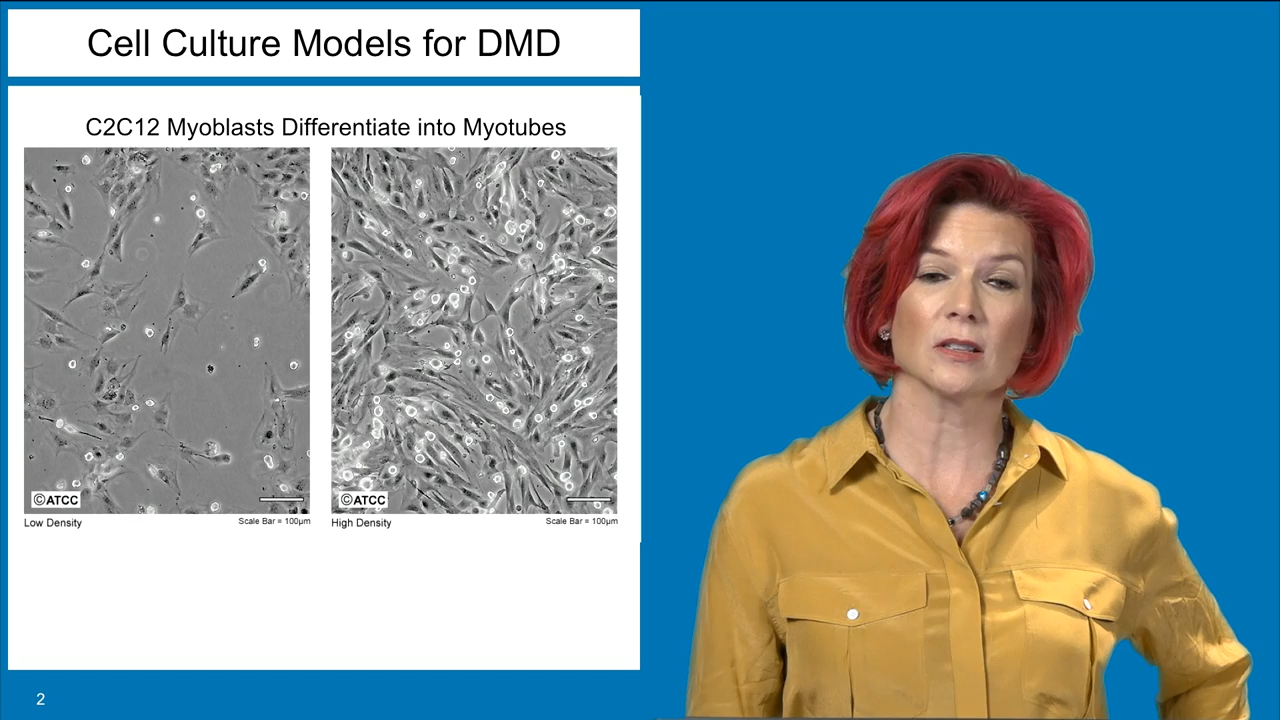 Cell Culture Models for DMD
C2C12 Myoblasts Differentiate into Myotubes
©ATCC
©ATCC
Low Density
Scale Bar = 100µm
High Density
Scale Bar = 100µm
2